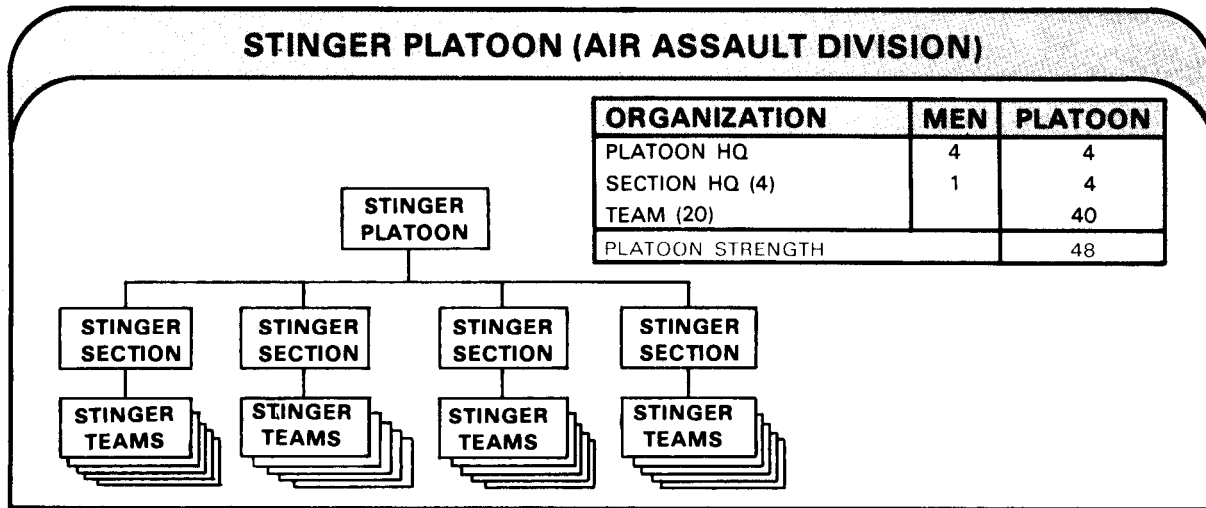 STINGER PLATOON (AIR ASSAULT DIVISION)
ORGANIZATION MEN PLATOON
PLATOON HQ 4 4
SECTION HQ (4) 1 4
TEAM (20) 40
PLATOON STRENGTH 48
STINGER
PLATOON
STINGER
SECTION
STINGER
SECTION
STINGER
SECTION
STINGER
SECTION
STINGER
TEAMS
STINGER
TEAMS
STINGER
TEAMS
STINGER
TEAMS